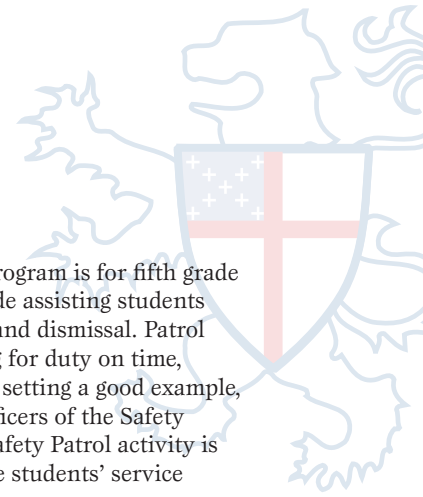 rogram is for fifth grade
de assisting students
and dismissal. Patrol
g for duty on time,
setting a good example,
ficers of the Safety
afety Patrol activity is
e students' service